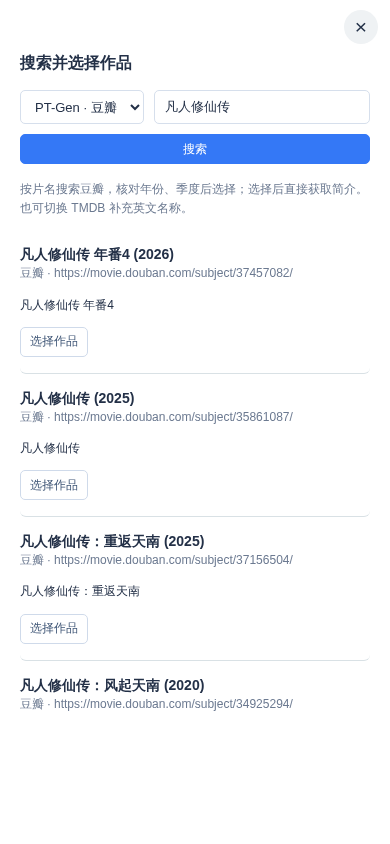 ✕
搜索并选择作品
PT-Gen · 豆瓣
凡人修仙传
搜索
按片名搜索豆瓣，核对年份、季度后选择；选择后直接获取简介。
也可切换 TMDB 补充英文名称。
凡人修仙传 年番4 (2026)
豆瓣 · https://movie.douban.com/subject/37457082/
凡人修仙传 年番4
选择作品
凡人修仙传 (2025)
豆瓣 · https://movie.douban.com/subject/35861087/
凡人修仙传
选择作品
凡人修仙传：重返天南 (2025)
豆瓣 · https://movie.douban.com/subject/37156504/
凡人修仙传：重返天南
选择作品
凡人修仙传：风起天南 (2020)
豆瓣 · https://movie.douban.com/subject/34925294/